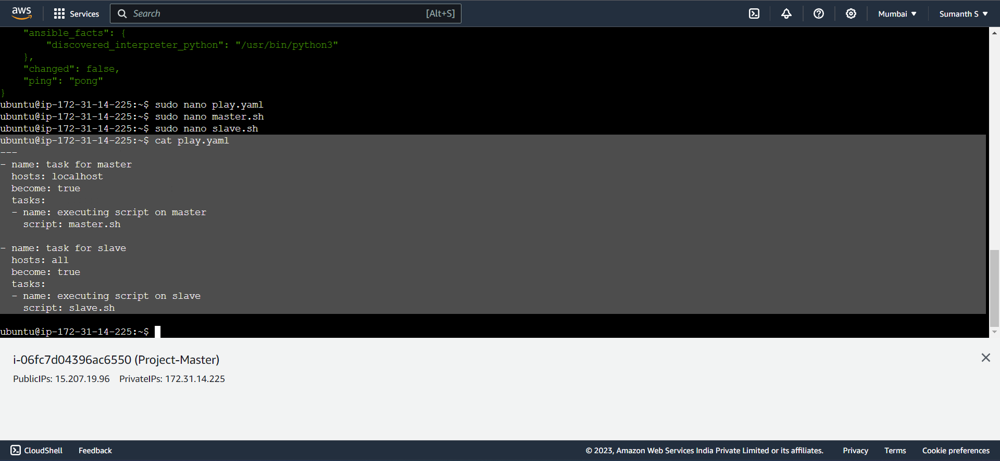 aws Services Search [Alt+S] Mumbai Sumanth S
    "ansible_facts": {
        "discovered_interpreter_python": "/usr/bin/python3"
    },
    "changed": false,
    "ping": "pong"
}
ubuntu@ip-172-31-14-225:~$ sudo nano play.yaml
ubuntu@ip-172-31-14-225:~$ sudo nano master.sh
ubuntu@ip-172-31-14-225:~$ sudo nano slave.sh
ubuntu@ip-172-31-14-225:~$ cat play.yaml
---
- name: task for master
  hosts: localhost
  become: true
  tasks:
  - name: executing script on master
    script: master.sh

- name: task for slave
  hosts: all
  become: true
  tasks:
  - name: executing script on slave
    script: slave.sh

ubuntu@ip-172-31-14-225:~$
i-06fc7d04396ac6550 (Project-Master)
PublicIPs: 15.207.19.96 PrivateIPs: 172.31.14.225
CloudShell Feedback © 2023, Amazon Web Services India Private Limited or its affiliates. Privacy Terms Cookie preferences